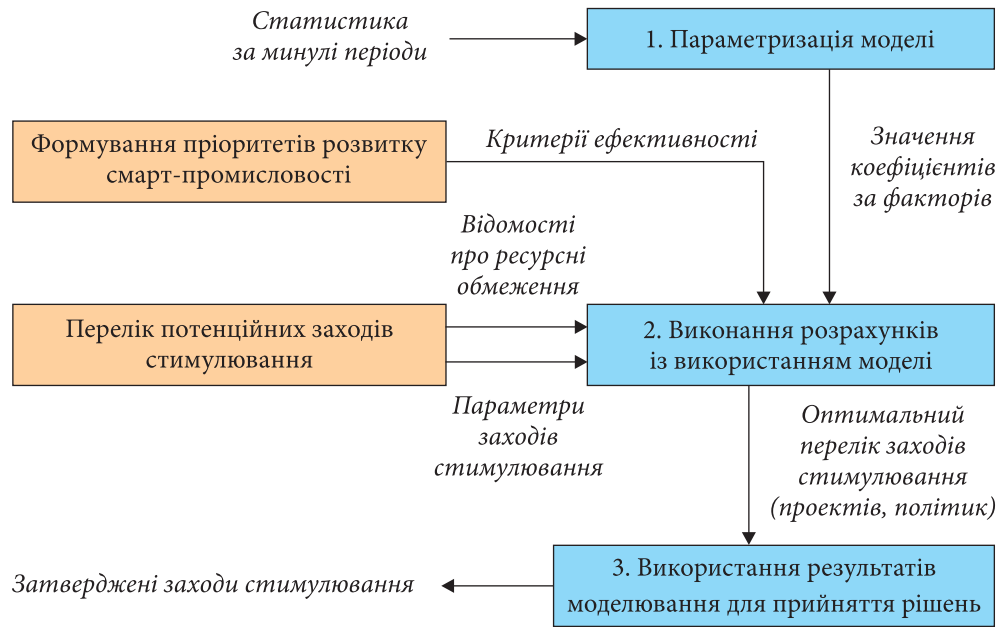 Статистика
за минулі періоди
1. Параметризація моделі
Формування пріоритетів розвитку
смарт-промисловості
Критерії ефективності
Значення
коефіцієнтів
за факторів
Відомості
про ресурсні
обмеження
Перелік потенційних заходів
стимулювання
2. Виконання розрахунків
із використанням моделі
Параметри
заходів
стимулювання
Оптимальний
перелік заходів
стимулювання
(проектів, політик)
3. Використання результатів
моделювання для прийняття рішень
Затверджені заходи стимулювання